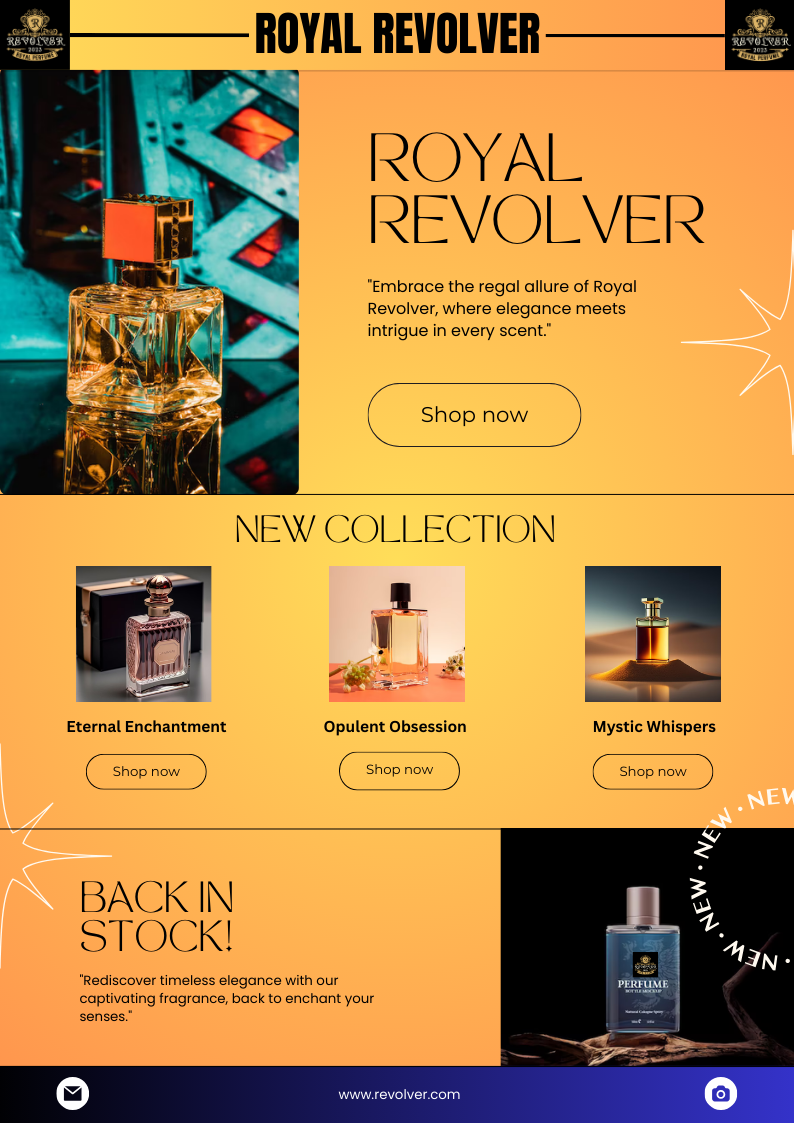 REVOLVER
2023
ROYAL PERFUME
ROYAL REVOLVER
REVOLVER
2023
ROYAL PERFUME
ROYAL
REVOLVER
"Embrace the regal allure of Royal
Revolver, where elegance meets
intrigue in every scent."
Shop now
NEW COLLECTION
Eternal Enchantment
Opulent Obsession
Mystic Whispers
Shop now
Shop now
Shop now
NEW • NEW • NEW • NEW •
BACK IN
STOCK!
"Rediscover timeless elegance with our
captivating fragrance, back to enchant your
senses."
PERFUME
BOTTLE MOCKUP
Natural Cologne Spray
www.revolver.com